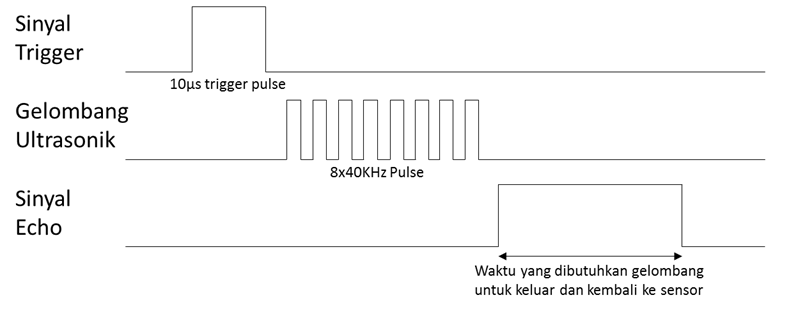 Sinyal
Trigger
10µs trigger pulse
Gelombang
Ultrasonik
8x40KHz Pulse
Sinyal
Echo
Waktu yang dibutuhkan gelombang
untuk keluar dan kembali ke sensor